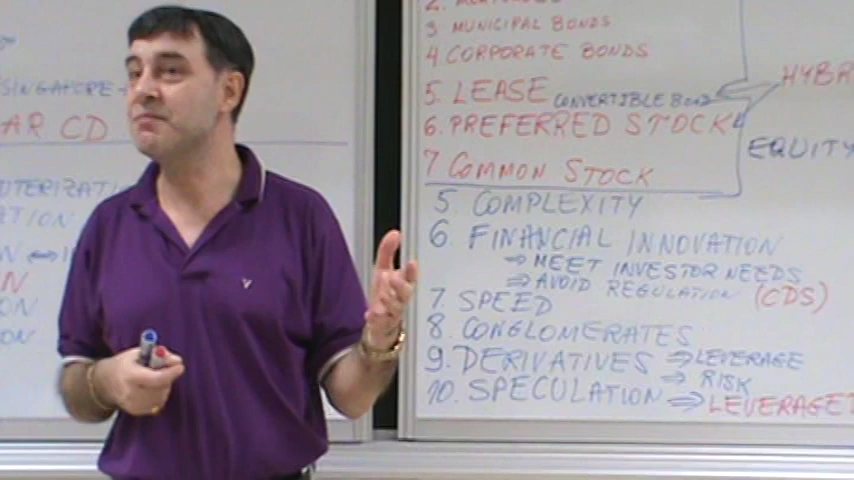 SINGAPORE
AR CD
3 MUNICIPAL BONDS
4 CORPORATE BONDS
5. LEASE CONVERTIBLE BOND
6. PREFERRED STOCK
7 COMMON STOCK
HYBR
EQUITY
5. COMPLEXITY
6. FINANCIAL INNOVATION
⇒ MEET INVESTOR NEEDS
⇒ AVOID REGULATION (CDS)
7. SPEED
8. CONGLOMERATES
9. DERIVATIVES ⇒ LEVERAGE
⇒ RISK
10. SPECULATION ⇒ LEVERAGE